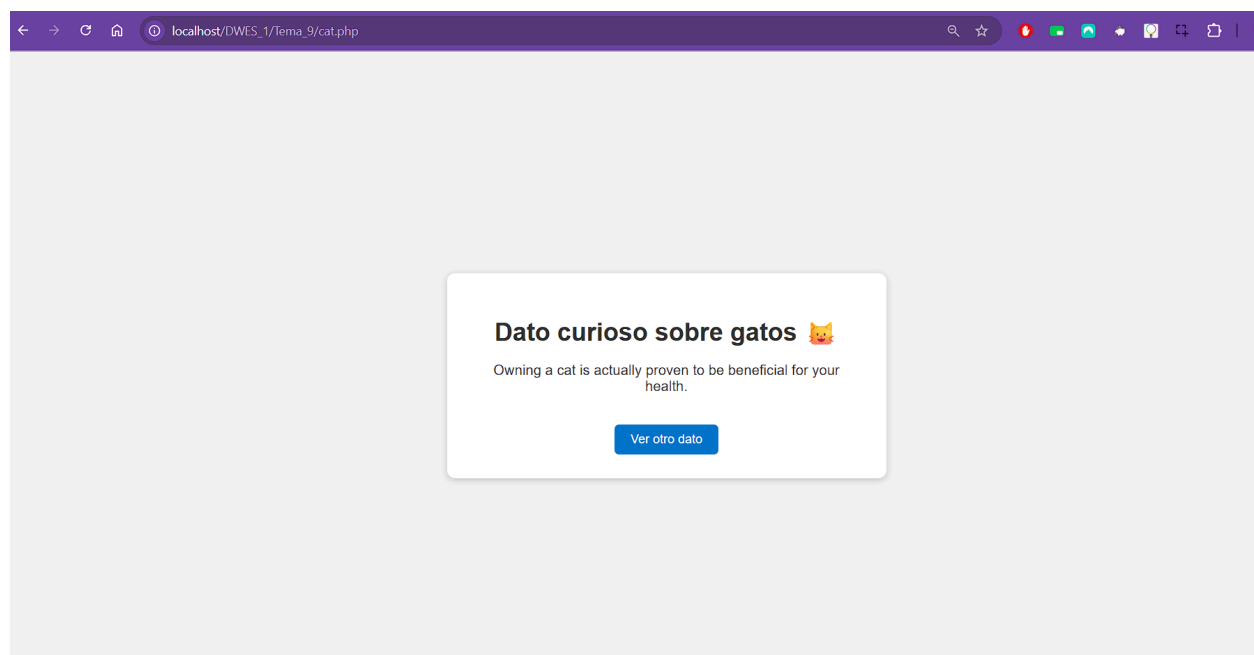 localhost/DWES_1/Tema_9/cat.php
Dato curioso sobre gatos 😺
Owning a cat is actually proven to be beneficial for your
health.
Ver otro dato